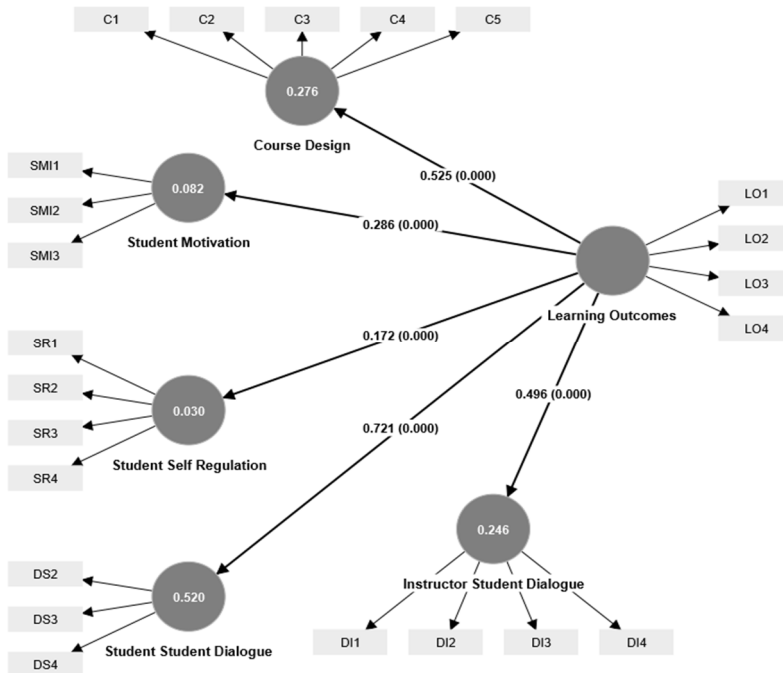 C1 C2 C3 C4 C5
0.276
Course Design
0.525 (0.000)
SMI1
SMI2
SMI3
0.082
Student Motivation
0.286 (0.000)
LO1
LO2
LO3
LO4
Learning Outcomes
SR1
SR2
SR3
SR4
0.030
Student Self Regulation
0.172 (0.000)
0.721 (0.000)
0.496 (0.000)
0.246
Instructor Student Dialogue
DS2
DS3
DS4
0.520
Student Student Dialogue
DI1 DI2 DI3 DI4